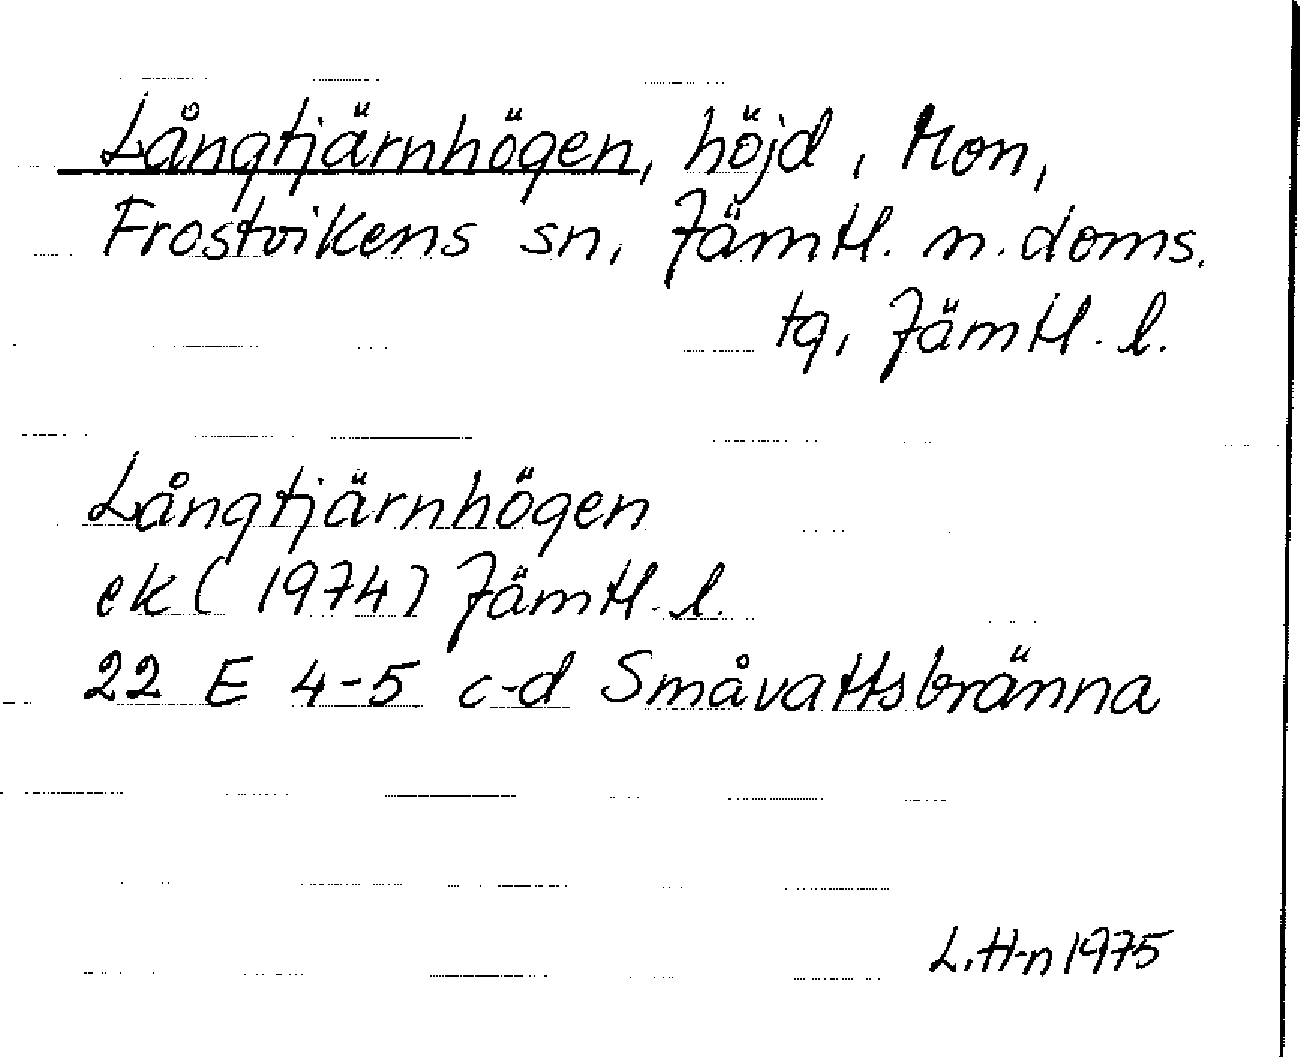 Långtjärnhögen, höjd, Mon,
Frostvikens sn, Jämtl. n. doms.
tg, Jämtl. l.
Långtjärnhögen
ek (1974) Jämtl. l.
22 E 4-5 c-d Småvattsbränna
L.H-n 1975